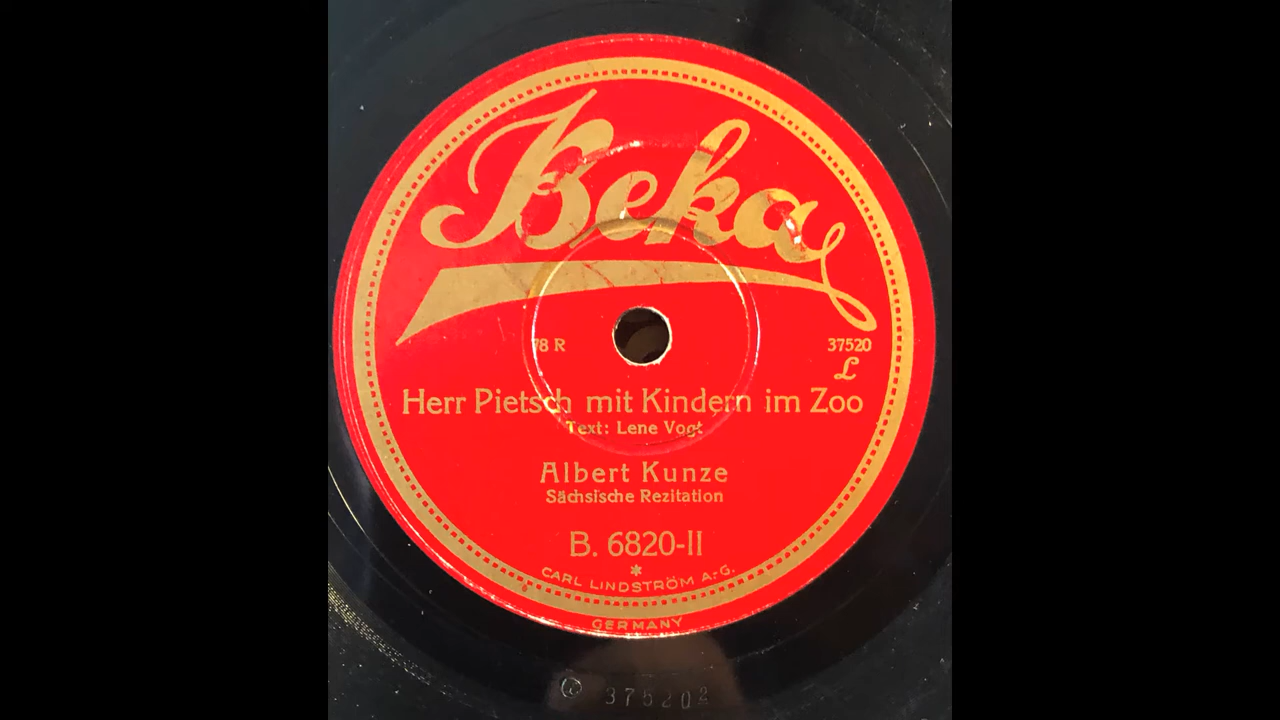 Beka
78 R
37520
L
Herr Pietsch mit Kindern im Zoo
Text: Lene Vogt
Albert Kunze
Sächsische Rezitation
B. 6820-II
*
CARL LINDSTRÖM A.-G.
GERMANY
375202